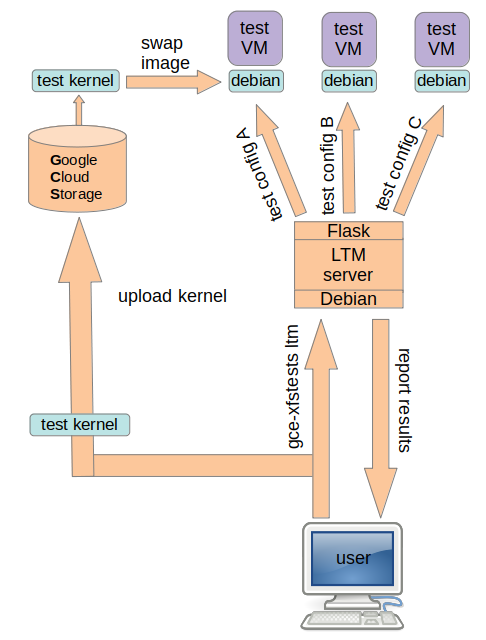 test
VM
test
VM
test
VM
swap
image
test kernel
debian
debian
debian
Google
Cloud
Storage
test config A
test config B
test config C
Flask
LTM
server
Debian
upload kernel
gce-xfstests ltm
report results
test kernel
user